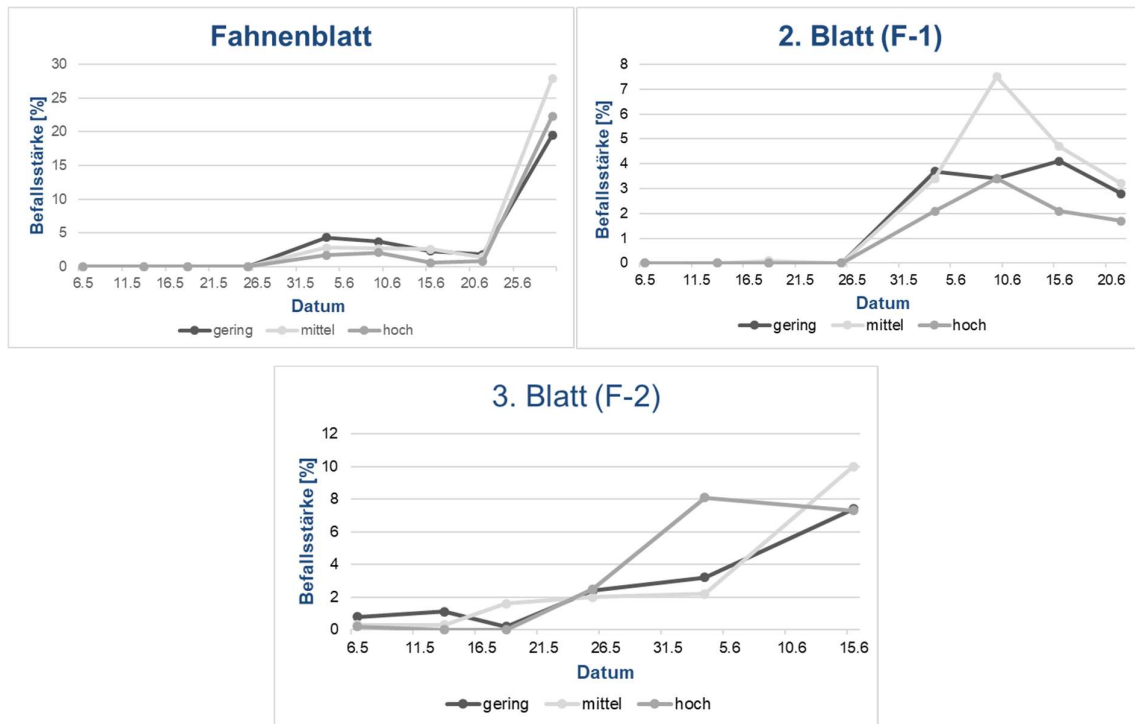 Fahnenblatt
Befallsstärke [%]
30
25
20
15
10
5
0
6.5 11.5 16.5 21.5 26.5 31.5 5.6 10.6 15.6 20.6 25.6
Datum
gering mittel hoch
2. Blatt (F-1)
Befallsstärke [%]
8
7
6
5
4
3
2
1
0
6.5 11.5 16.5 21.5 26.5 31.5 5.6 10.6 15.6 20.6
Datum
gering mittel hoch
3. Blatt (F-2)
Befallsstärke [%]
12
10
8
6
4
2
0
6.5 11.5 16.5 21.5 26.5 31.5 5.6 10.6 15.6
Datum
gering mittel hoch